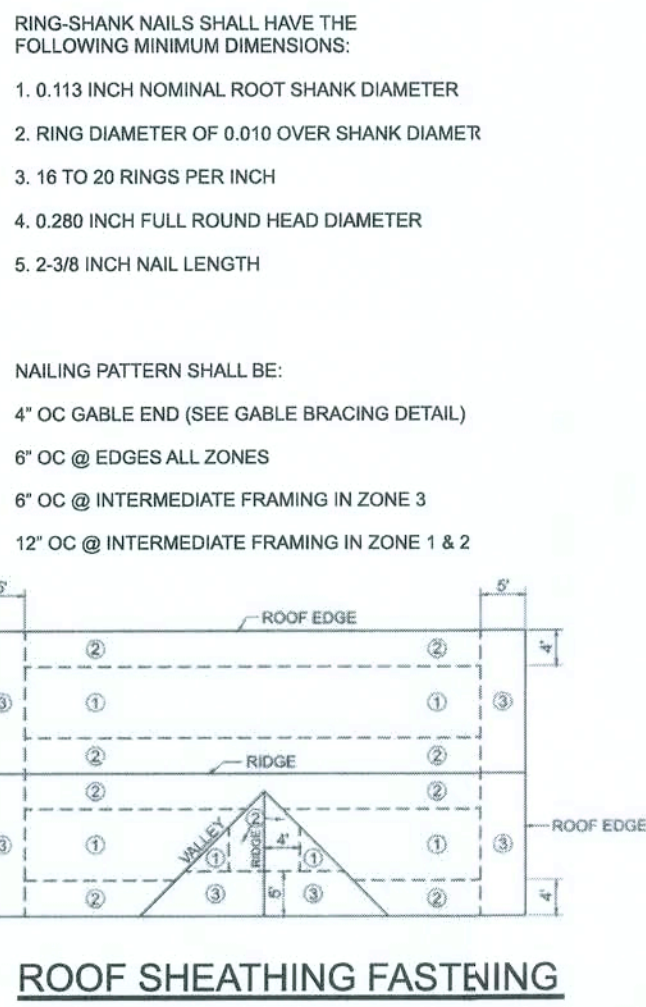 RING-SHANK NAILS SHALL HAVE THE
FOLLOWING MINIMUM DIMENSIONS:
1. 0.113 INCH NOMINAL ROOT SHANK DIAMETER
2. RING DIAMETER OF 0.010 OVER SHANK DIAMETR
3. 16 TO 20 RINGS PER INCH
4. 0.280 INCH FULL ROUND HEAD DIAMETER
5. 2-3/8 INCH NAIL LENGTH
NAILING PATTERN SHALL BE:
4" OC GABLE END (SEE GABLE BRACING DETAIL)
6" OC @ EDGES ALL ZONES
6" OC @ INTERMEDIATE FRAMING IN ZONE 3
12" OC @ INTERMEDIATE FRAMING IN ZONE 1 & 2
5' 5'
ROOF EDGE
2 2 4'
3 1 1 3
2 2
RIDGE
2 2
VALLEY 2 RIDGE 4'
3 1 1 1 1 3 ROOF EDGE
2 3 5' 3 2 4'
ROOF SHEATHING FASTENING